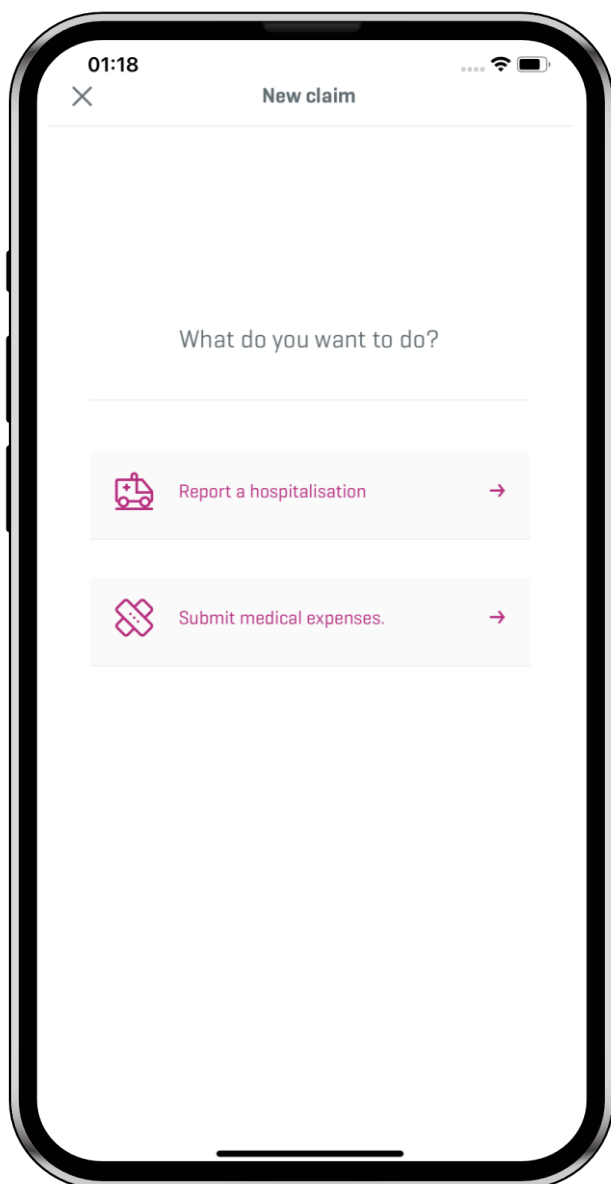 01:18
New claim
What do you want to do?
Report a hospitalisation
Submit medical expenses.